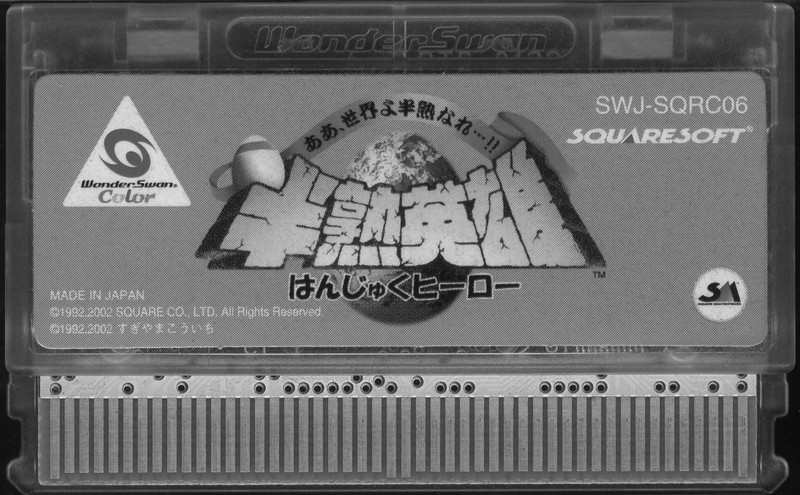 WonderSwan
SWJ-SQRC06
SQUARESOFT®
WonderSwan®
Color
ああ、世界よ半熟なれ…!!
半熟英雄
TM
はんじゅくヒーロー
MADE IN JAPAN
©1992.2002 SQUARE CO., LTD. All Rights Reserved.
©1992.2002 すぎやまこういち